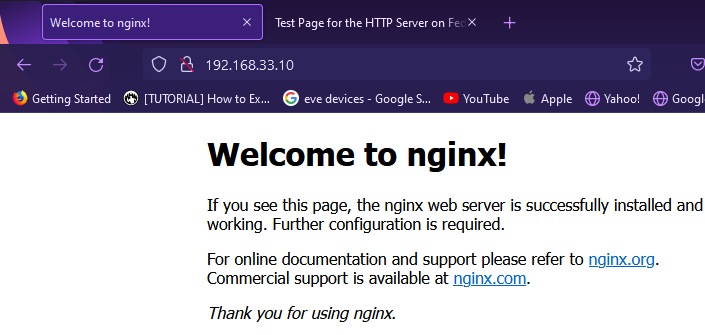 Welcome to nginx!
Test Page for the HTTP Server on Fed
192.168.33.10
Getting Started [TUTORIAL] How to Ex... eve devices - Google S... YouTube Apple Yahoo! Googl
Welcome to nginx!
If you see this page, the nginx web server is successfully installed and
working. Further configuration is required.
For online documentation and support please refer to nginx.org.
Commercial support is available at nginx.com.
Thank you for using nginx.